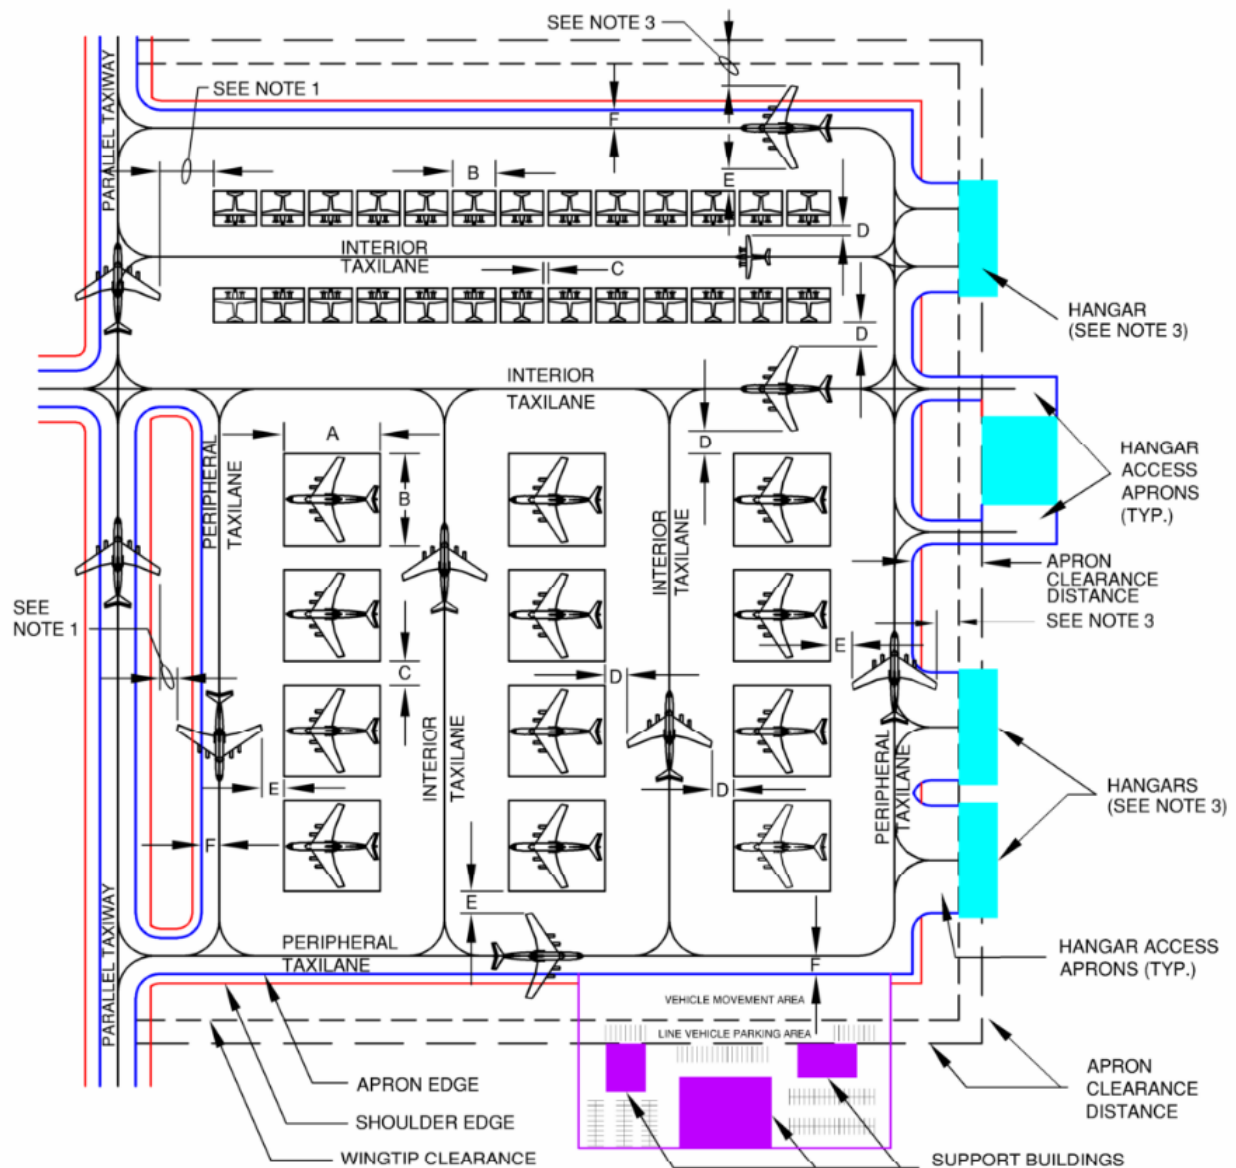 SEE NOTE 3
SEE NOTE 1
PARALLEL TAXIWAY
F
B
E
D
INTERIOR
TAXILANE
C
HANGAR
(SEE NOTE 3)
D
INTERIOR
TAXILANE
A
D
B
PERIPHERAL
TAXILANE
HANGAR
ACCESS
APRONS
(TYP.)
INTERIOR
TAXILANE
APRON
CLEARANCE
DISTANCE
SEE NOTE 3
SEE
NOTE 1
E
C
D
INTERIOR
TAXILANE
PERIPHERAL
TAXILANE
E
D
HANGARS
(SEE NOTE 3)
F
E
PARALLEL TAXIWAY
PERIPHERAL
TAXILANE
F
HANGAR ACCESS
APRONS (TYP.)
VEHICLE MOVEMENT AREA
LINE VEHICLE PARKING AREA
APRON EDGE
SHOULDER EDGE
WINGTIP CLEARANCE
APRON
CLEARANCE
DISTANCE
SUPPORT BUILDINGS